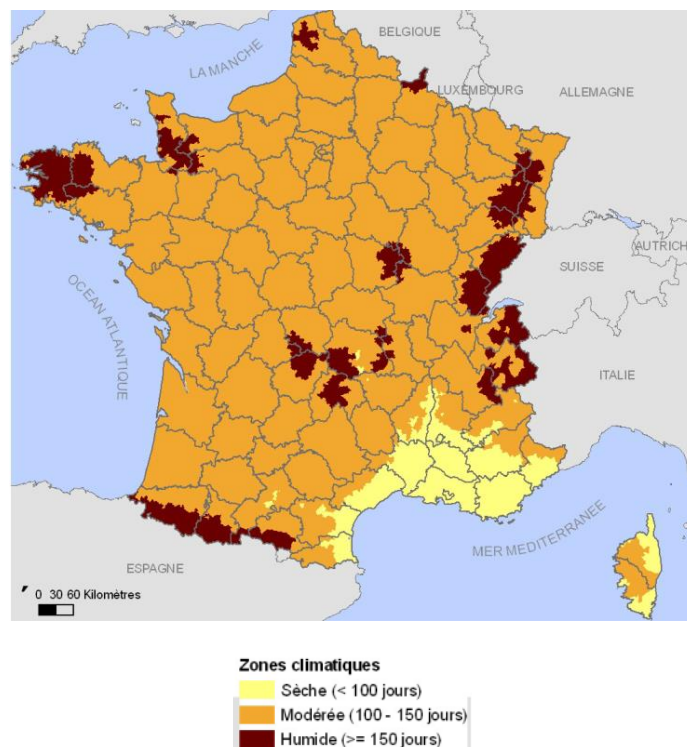 BELGIQUE
LA MANCHE
LUXEMBOURG
ALLEMAGNE
AUTRICH
SUISSE
OCEAN ATLANTIQUE
ITALIE
MER MEDITERRANEE
ESPAGNE
0 30 60 Kilomètres
Zones climatiques
Sèche (< 100 jours)
Modérée (100 - 150 jours)
Humide (>= 150 jours)